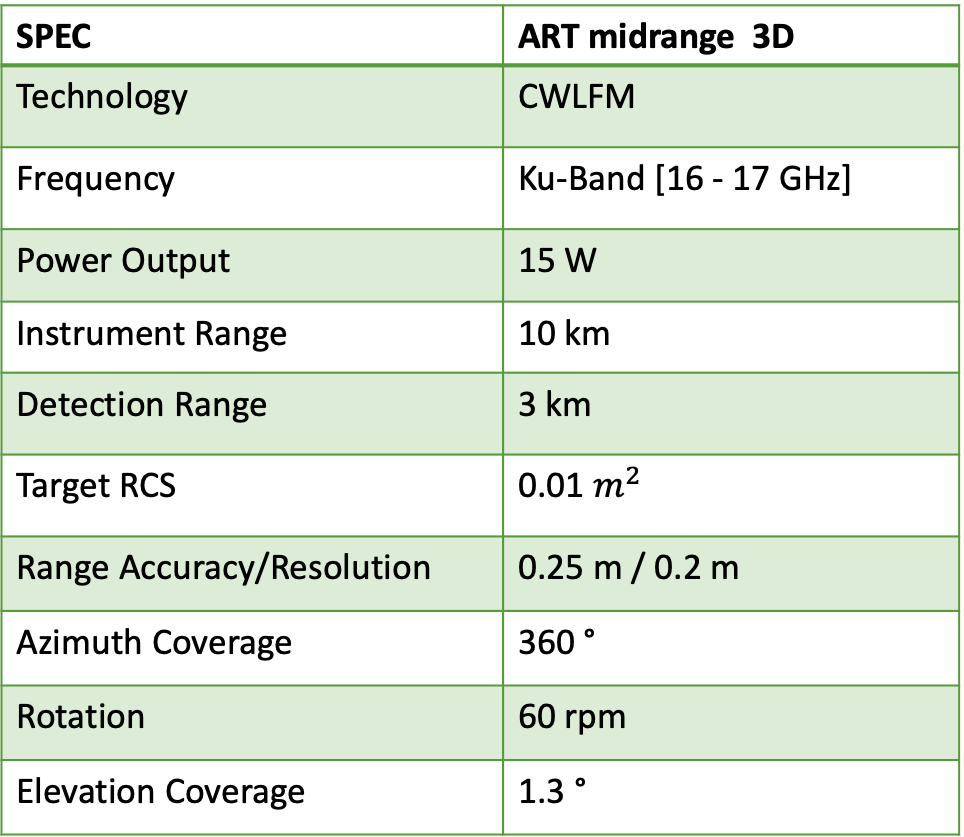 SPEC ART midrange  3D
Technology CWLFM
Frequency Ku-Band [16 - 17 GHz]
Power Output 15 W
Instrument Range 10 km
Detection Range 3 km
Target RCS 0.01 m²
Range Accuracy/Resolution 0.25 m / 0.2 m
Azimuth Coverage 360 °
Rotation 60 rpm
Elevation Coverage 1.3 °